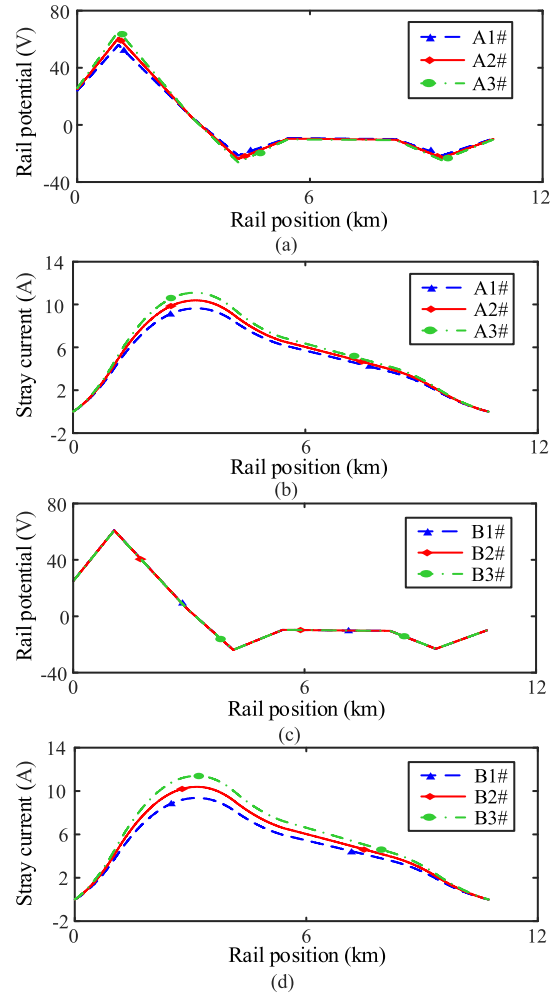 80
40
0
-40
Rail potential (V)
A1#
A2#
A3#
0
6
12
Rail position (km)
(a)
14
10
6
2
-2
Stray current (A)
A1#
A2#
A3#
0
6
12
Rail position (km)
(b)
80
40
0
-40
Rail potential (V)
B1#
B2#
B3#
0
6
12
Rail position (km)
(c)
14
10
6
2
-2
Stray current (A)
B1#
B2#
B3#
0
6
12
Rail position (km)
(d)